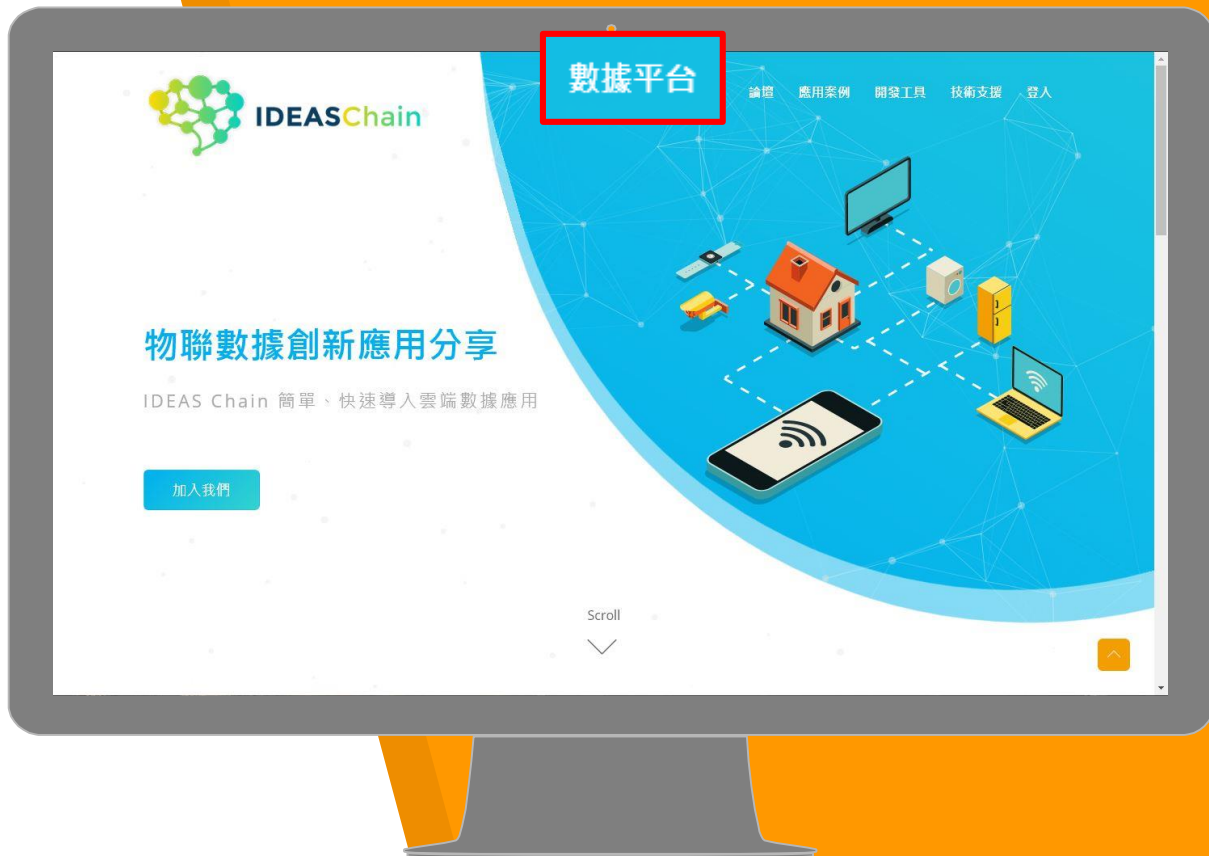 數據平台
論壇 應用案例 開發工具 技術支援 登入
IDEASChain
物聯數據創新應用分享
IDEAS Chain 簡單、快速導入雲端數據應用
加入我們
Scroll